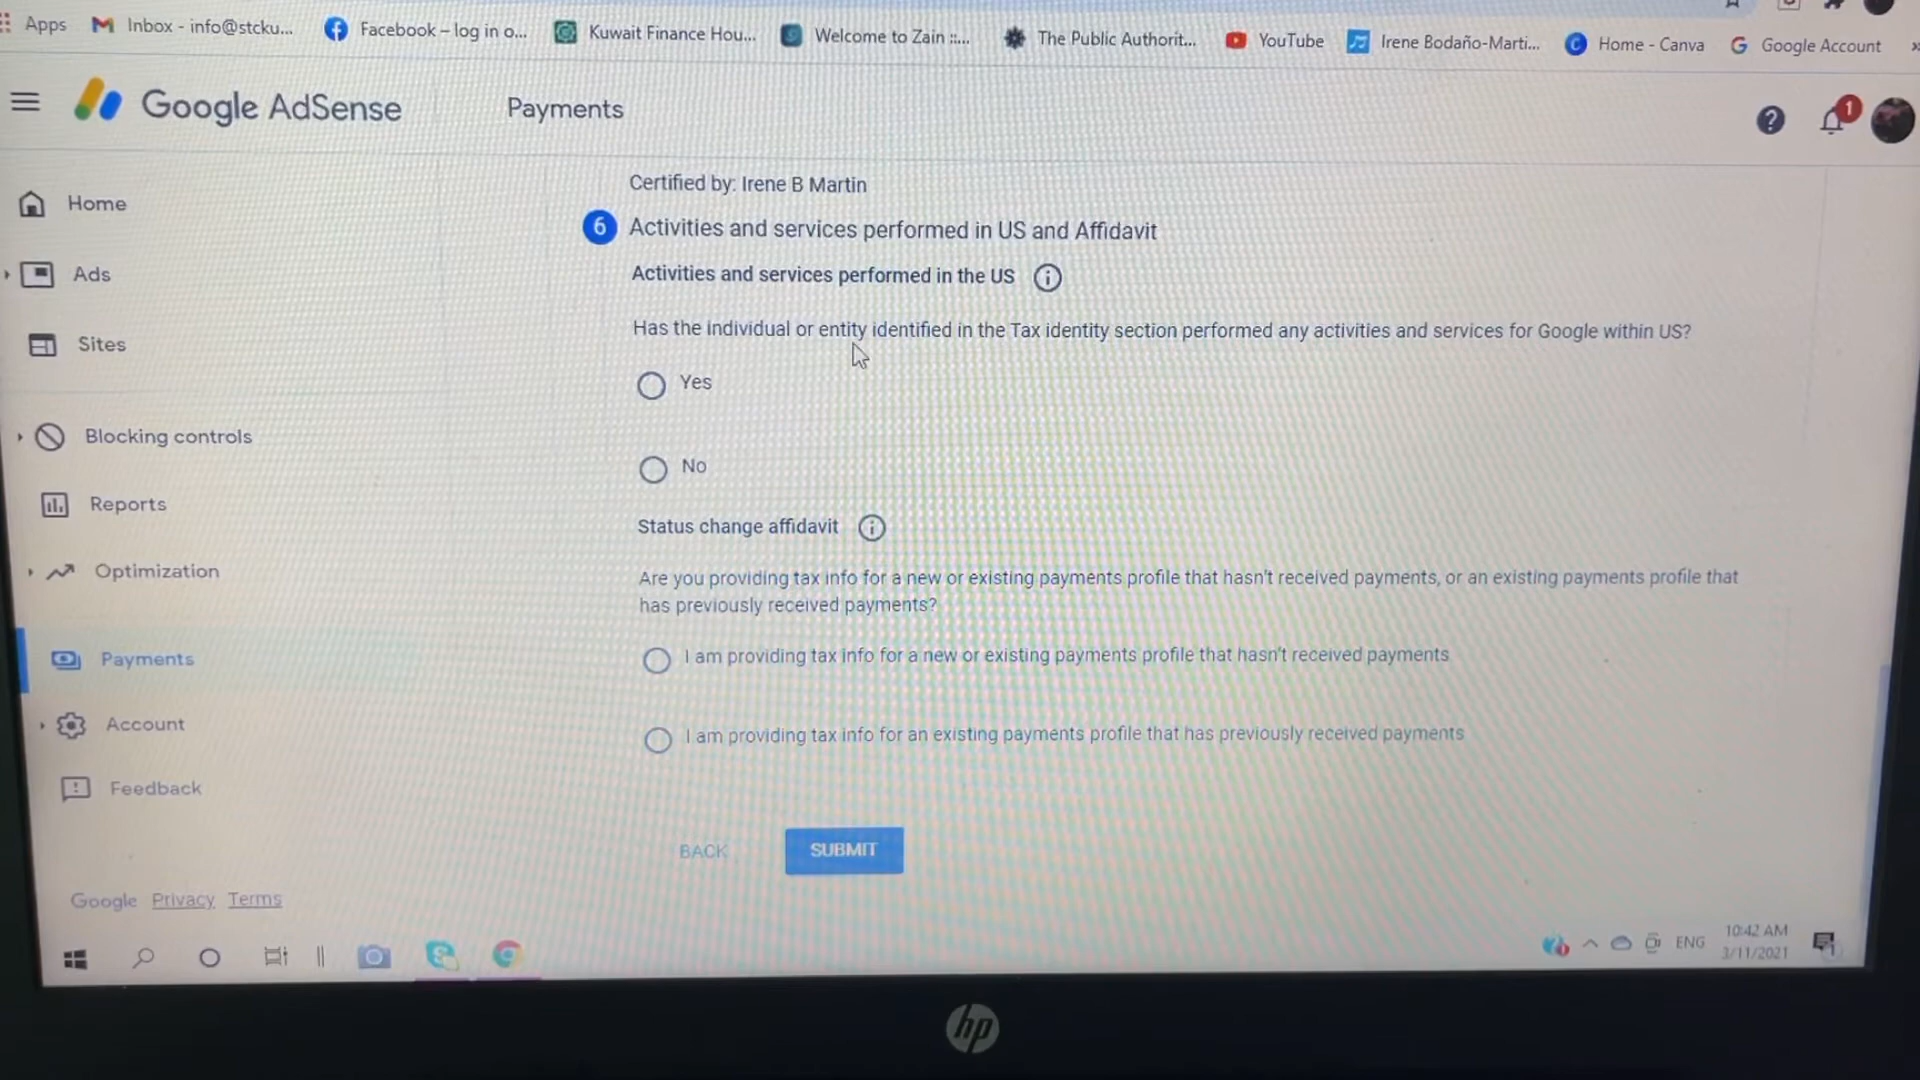 Apps
Inbox - info@stcku...
Facebook – log in o...
Kuwait Finance Hou...
Welcome to Zain ::...
The Public Authorit...
YouTube
Irene Bodaño-Marti...
Home - Canva
Google Account
Google AdSense
Payments
1
Home
Ads
Sites
Blocking controls
Reports
Optimization
Payments
Account
Feedback
Google Privacy Terms
Certified by: Irene B Martin
6 Activities and services performed in US and Affidavit
Activities and services performed in the US
Has the individual or entity identified in the Tax identity section performed any activities and services for Google within US?
Yes
No
Status change affidavit
Are you providing tax info for a new or existing payments profile that hasn't received payments, or an existing payments profile that
has previously received payments?
I am providing tax info for a new or existing payments profile that hasn't received payments
I am providing tax info for an existing payments profile that has previously received payments
BACK
SUBMIT
ENG
10:42 AM
3/11/2021
hp